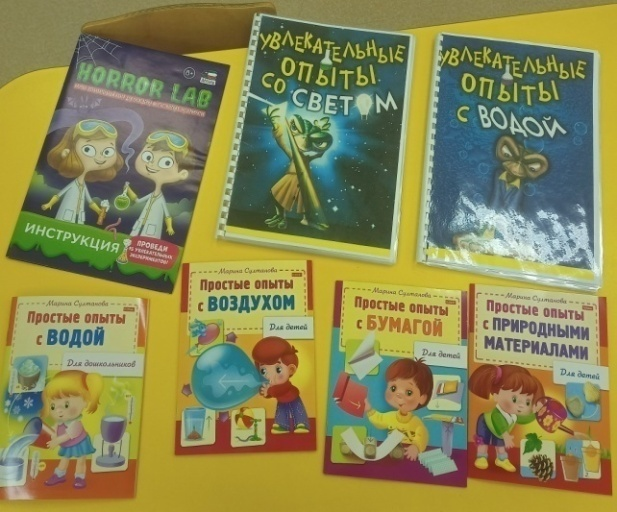 HORROR LAB
5+
ИНСТРУКЦИЯ
ПРОВЕДИ
УВЛЕКАТЕЛЬНЫХ
ЭКСПЕРИМЕНТОВ!
УВЛЕКАТЕЛЬНЫЕ
ОПЫТЫ
СО СВЕТОМ
УВЛЕКАТЕЛЬНЫЕ
ОПЫТЫ
С ВОДОЙ
Марина Султанова
Простые опыты
с ВОДОЙ
Для дошкольников
Марина Султанова
Простые опыты
с ВОЗДУХОМ
Для детей
Марина Султанова
Простые опыты
с БУМАГОЙ
Для детей
Марина Султанова
Простые опыты
с ПРИРОДНЫМИ
МАТЕРИАЛАМИ
Для детей